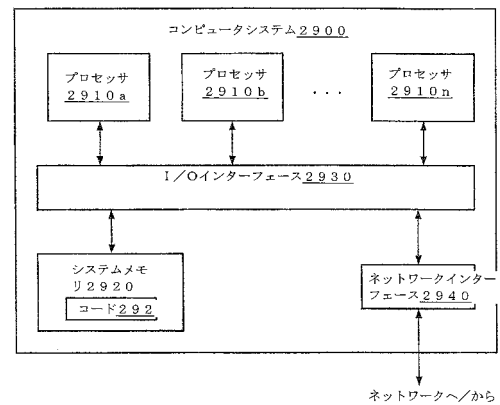 コンピュータシステム２９００
プロセッサ
２９１０ａ
プロセッサ
２９１０ｂ
・・・
プロセッサ
２９１０ｎ
Ｉ／Ｏインターフェース２９３０
システムメモ
リ２９２０
コード２９２
ネットワークインター
フェース２９４０
ネットワークへ／から